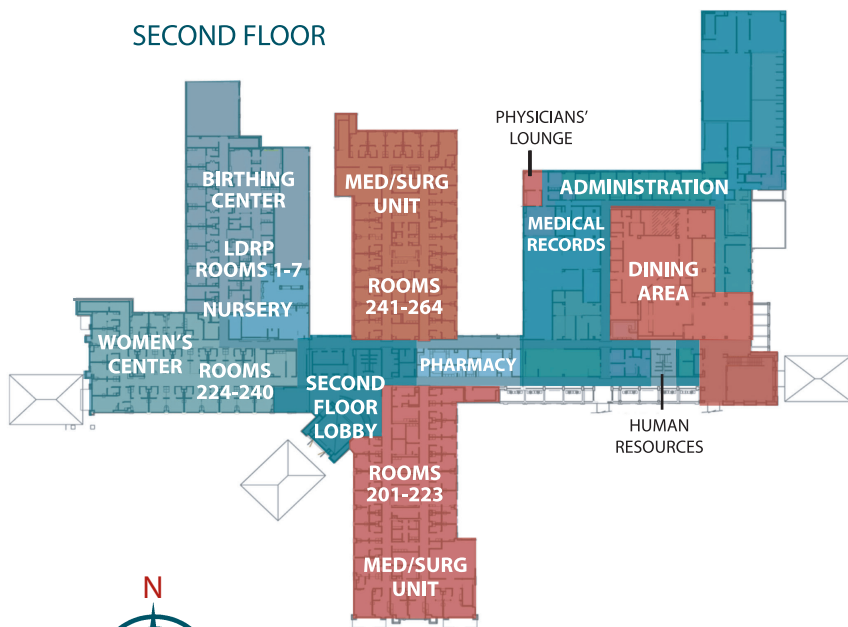 SECOND FLOOR
PHYSICIANS'
LOUNGE
BIRTHING
CENTER
LDRP
ROOMS 1-7
NURSERY
MED/SURG
UNIT
ROOMS
241-264
ADMINISTRATION
MEDICAL
RECORDS
DINING
AREA
WOMEN'S
CENTER
ROOMS
224-240
SECOND
FLOOR
LOBBY
PHARMACY
HUMAN
RESOURCES
ROOMS
201-223
MED/SURG
UNIT
N